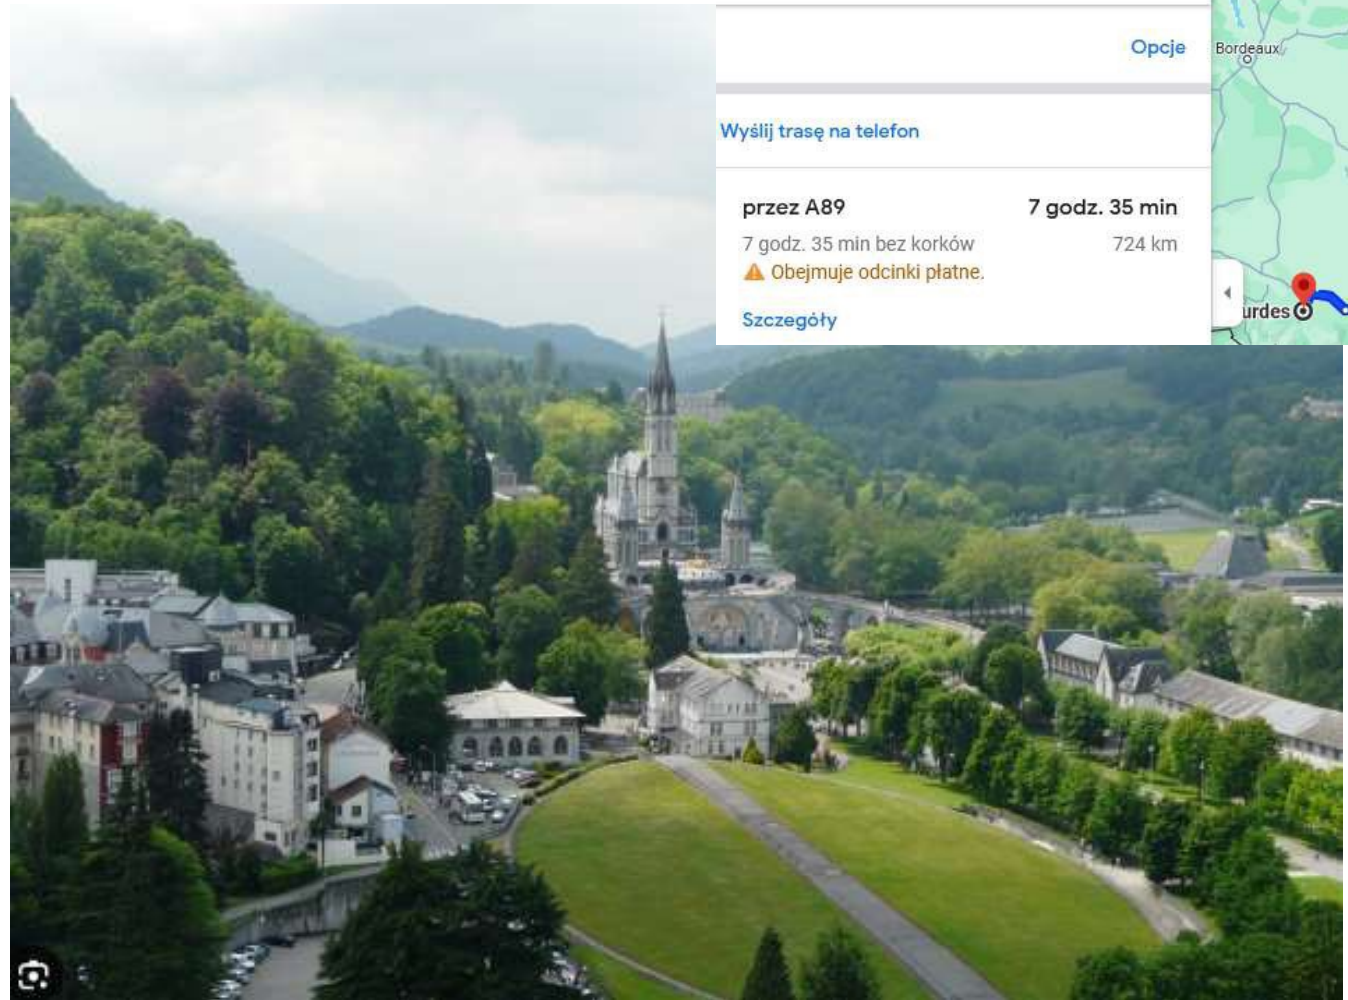 Opcje
Wyślij trasę na telefon
przez A89
7 godz. 35 min
7 godz. 35 min bez korków
724 km
Obejmuje odcinki płatne.
Szczegóły
Bordeaux
urdes